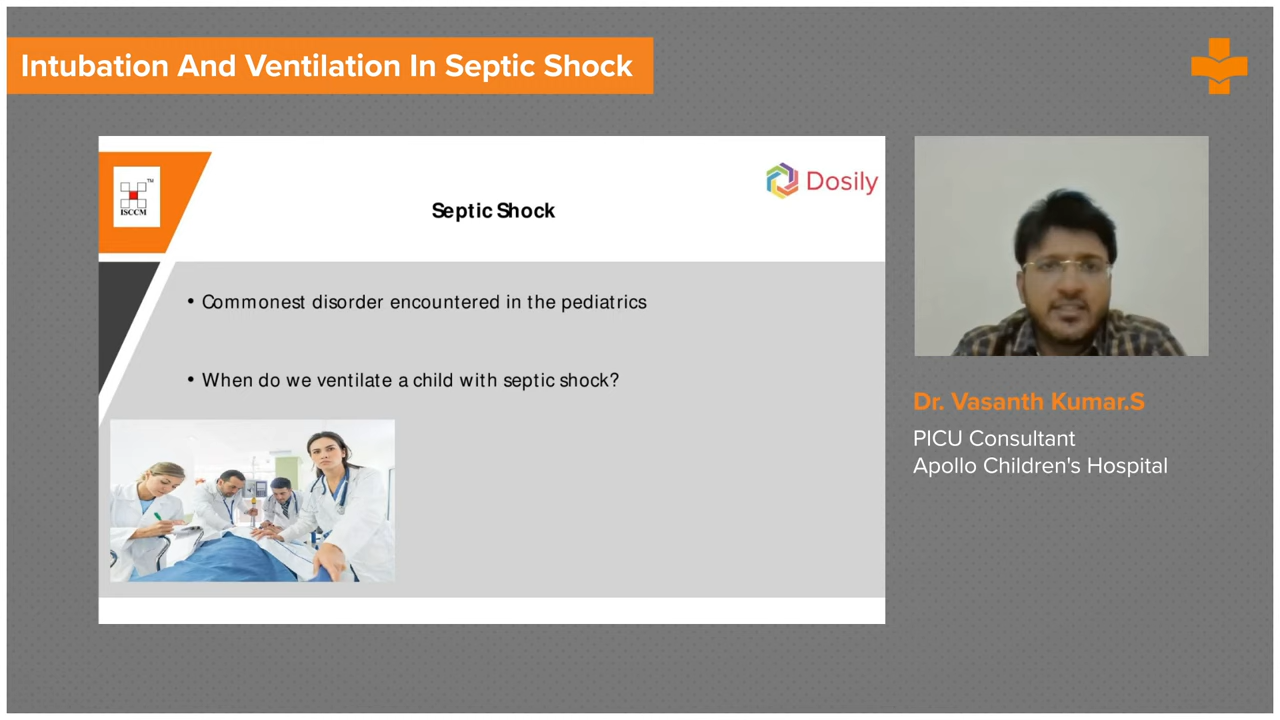 Intubation And Ventilation In Septic Shock
TM
ISCCM
Dosily
Septic Shock
• Commonest disorder encountered in the pediatrics
• When do we ventilate a child with septic shock?
Dr. Vasanth Kumar.S
PICU Consultant
Apollo Children's Hospital